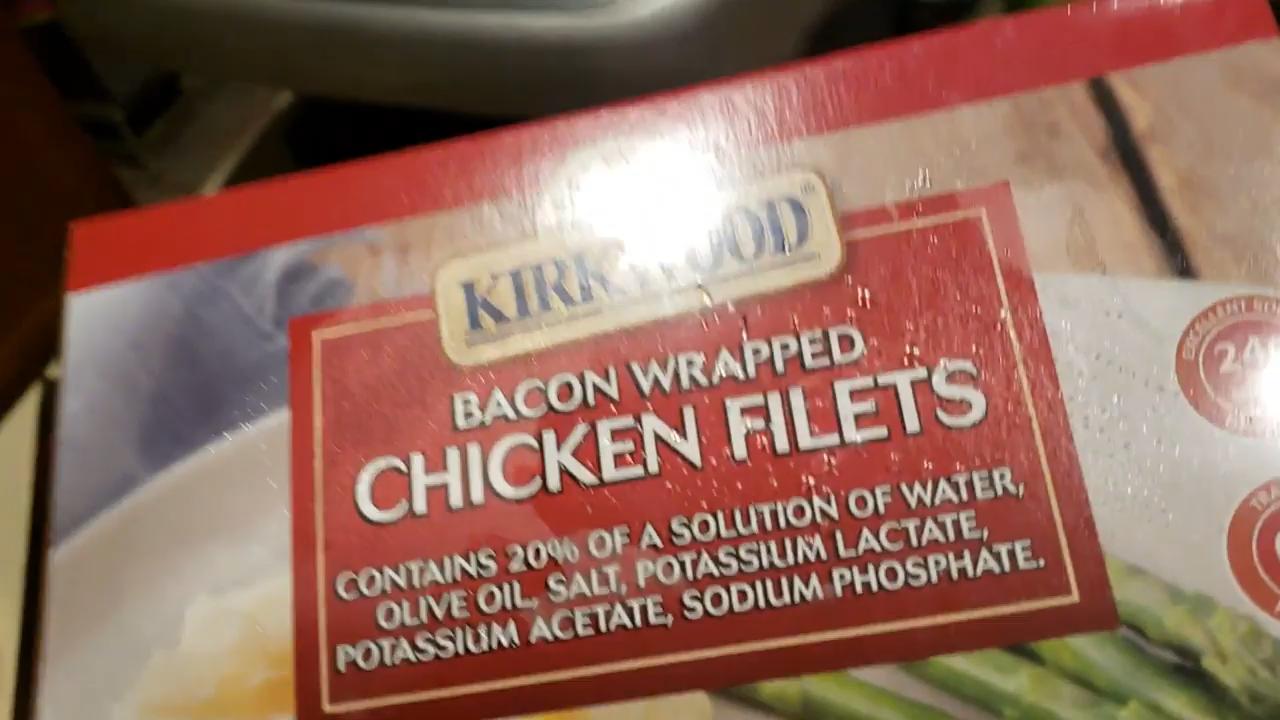 KIRKWOOD
BACON WRAPPED
CHICKEN FILETS
CONTAINS 20% OF A SOLUTION OF WATER,
OLIVE OIL, SALT, POTASSIUM LACTATE,
POTASSIUM ACETATE, SODIUM PHOSPHATE.